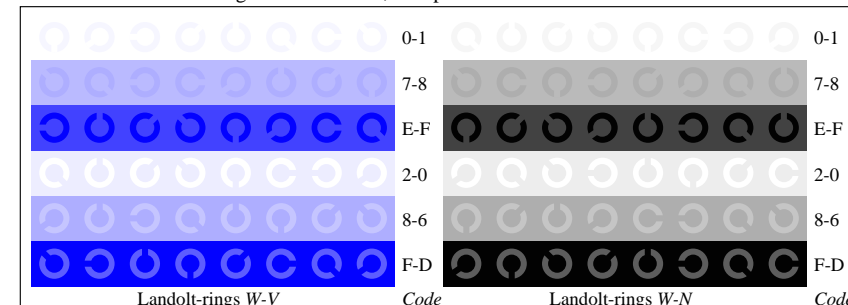 0-1 0-1
7-8 7-8
E-F E-F
2-0 2-0
8-6 8-6
F-D F-D
Landolt-rings W-V Code Landolt-rings W-N Code